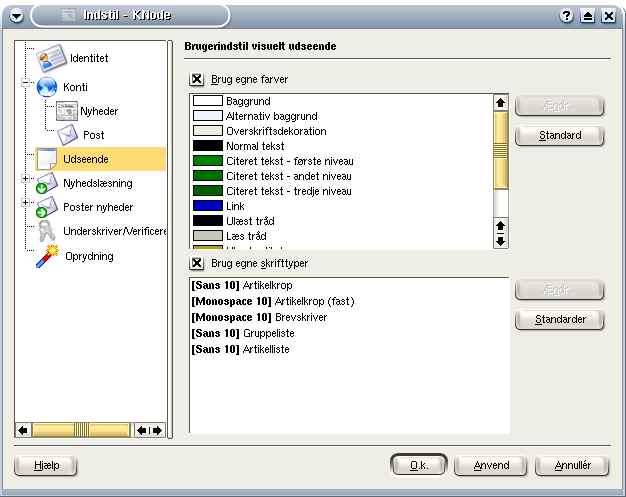 Indstil - KNode
Identitet
Konti
Nyheder
Post
Udseende
Nyhedslæsning
Poster nyheder
Underskriver/Verificere
Oprydning
Brugerindstil visuelt udseende
Brug egne farver
Baggrund
Alternativ baggrund
Overskriftsdekoration
Normal tekst
Citeret tekst - første niveau
Citeret tekst - andet niveau
Citeret tekst - tredje niveau
Link
Ulæst tråd
Læs tråd
Ændr...
Standard
Brug egne skrifttyper
[Sans 10] Artikelkrop
[Monospace 10] Artikelkrop (fast)
[Monospace 10] Brevskriver
[Sans 10] Gruppeliste
[Sans 10] Artikelliste
Ændr...
Standarder
Hjælp
O.k.
Anvend
Annullér